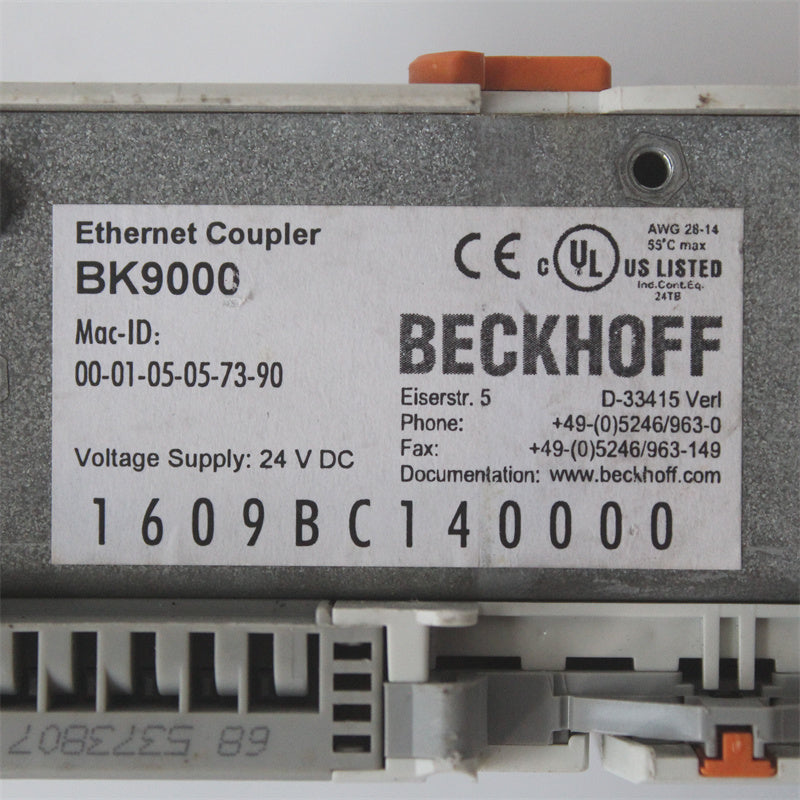 Ethernet Coupler
BK9000
Mac-ID:
00-01-05-05-73-90
Voltage Supply: 24 V DC
CE
c UL US LISTED
AWG 28-14
55°C max
Ind.Cont.Eq.
24TB
BECKHOFF
Eiserstr. 5 D-33415 Verl
Phone: +49-(0)5246/963-0
Fax: +49-(0)5246/963-149
Documentation: www.beckhoff.com
1609BC140000
68 5373807